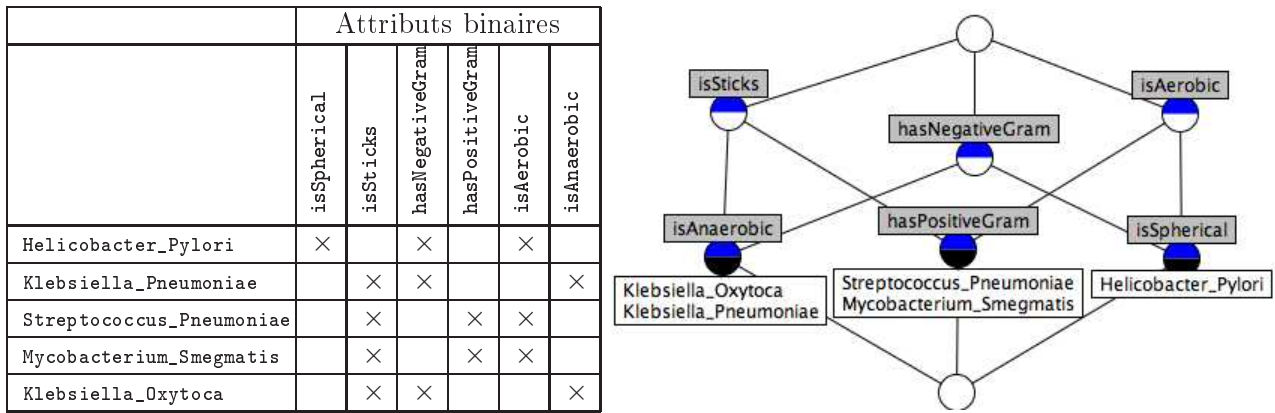 Attributs binaires
isSpherical
isSticks
hasNegativeGram
hasPositiveGram
isAerobic
isAnaerobic
Helicobacter_Pylori × × ×
Klebsiella_Pneumoniae × × ×
Streptococcus_Pneumoniae × × ×
Mycobacterium_Smegmatis × × ×
Klebsiella_Oxytoca × × ×
isSticks
isAerobic
hasNegativeGram
isAnaerobic
hasPositiveGram
isSpherical
Klebsiella_Oxytoca
Klebsiella_Pneumoniae
Streptococcus_Pneumoniae
Mycobacterium_Smegmatis
Helicobacter_Pylori